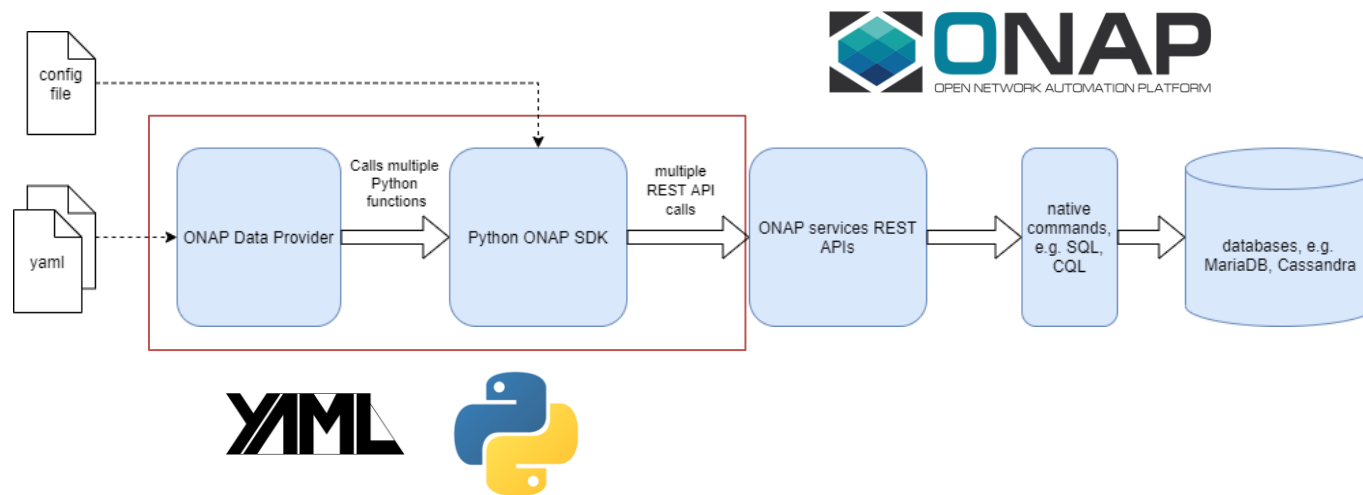 ONAP
OPEN NETWORK AUTOMATION PLATFORM
config
file
yaml
ONAP Data Provider
Calls multiple
Python
functions
Python ONAP SDK
multiple
REST API
calls
ONAP services REST
APIs
native
commands,
e.g. SQL,
CQL
databases, e.g.
MariaDB, Cassandra
YAML